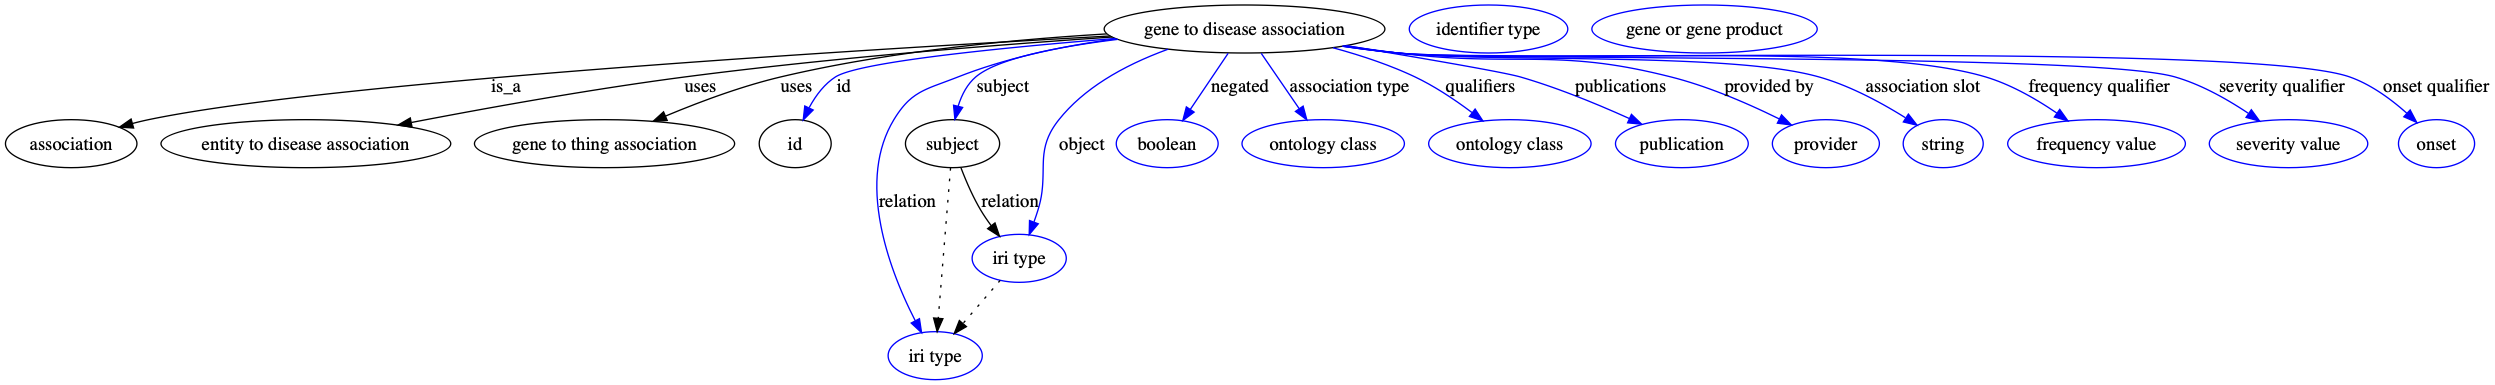 gene to disease association
identifier type
gene or gene product
is_a
uses
uses
id
subject
negated
association type
qualifiers
publications
provided by
association slot
frequency qualifier
severity qualifier
onset qualifier
association
entity to disease association
gene to thing association
id
subject
object
boolean
ontology class
ontology class
publication
provider
string
frequency value
severity value
onset
relation
relation
iri type
iri type